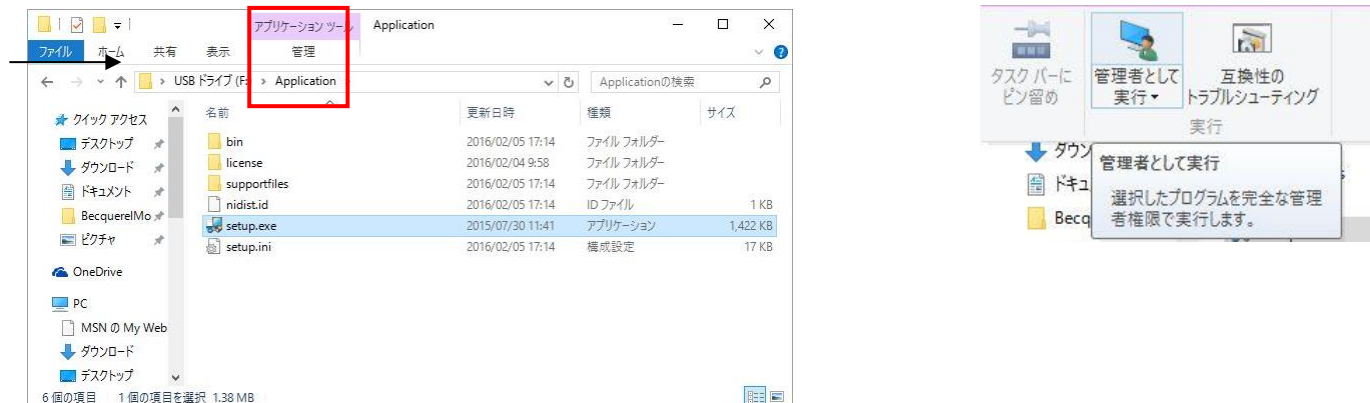 アプリケーション ツール
Application
ファイル
ホーム
共有
表示
管理
USB ドライブ (F:
Application
Applicationの検索
名前
更新日時
種類
サイズ
bin
2016/02/05 17:14
ファイル フォルダー
license
2016/02/04 9:58
ファイル フォルダー
supportfiles
2016/02/05 17:14
ファイル フォルダー
nidist.id
2016/02/05 17:14
ID ファイル
1 KB
setup.exe
2015/07/30 11:41
アプリケーション
1,422 KB
setup.ini
2016/02/05 17:14
構成設定
17 KB
クイック アクセス
デスクトップ
ダウンロード
ドキュメント
BecquerelMo
ピクチャ
OneDrive
PC
MSN の My Web
ダウンロード
デスクトップ
6 個の項目
1 個の項目を選択 1.38 MB
タスク バーに
ピン留め
管理者として
実行
互換性の
トラブルシューティング
実行
ダウン
ドキュ
Becq
管理者として実行
選択したプログラムを完全な管理
者権限で実行します。